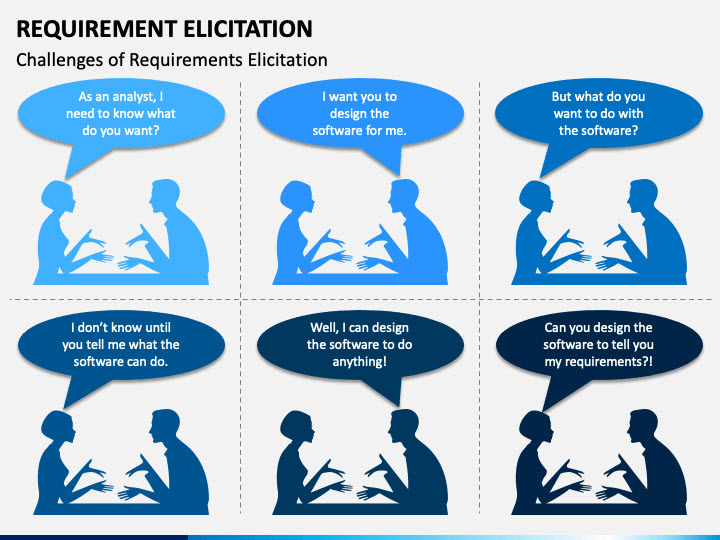 REQUIREMENT ELICITATION
Challenges of Requirements Elicitation
As an analyst, I
need to know what
do you want?
I want you to
design the
software for me.
But what do you
want to do with
the software?
I don’t know until
you tell me what the
software can do.
Well, I can design
the software to do
anything!
Can you design the
software to tell you
my requirements?!